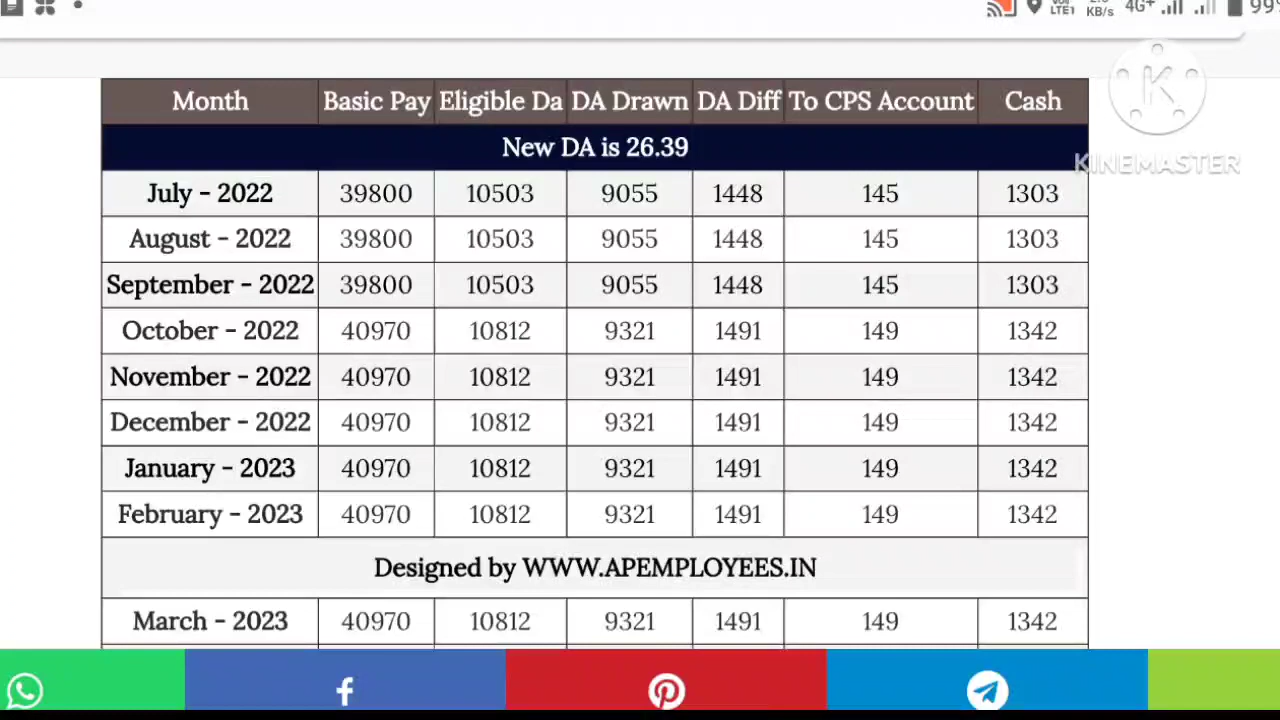 KB/s 4G+ 99%
Month Basic Pay Eligible Da DA Drawn DA Diff To CPS Account Cash
New DA is 26.39
KINEMASTER
July - 2022 39800 10503 9055 1448 145 1303
August - 2022 39800 10503 9055 1448 145 1303
September - 2022 39800 10503 9055 1448 145 1303
October - 2022 40970 10812 9321 1491 149 1342
November - 2022 40970 10812 9321 1491 149 1342
December - 2022 40970 10812 9321 1491 149 1342
January - 2023 40970 10812 9321 1491 149 1342
February - 2023 40970 10812 9321 1491 149 1342
Designed by WWW.APEMPLOYEES.IN
March - 2023 40970 10812 9321 1491 149 1342